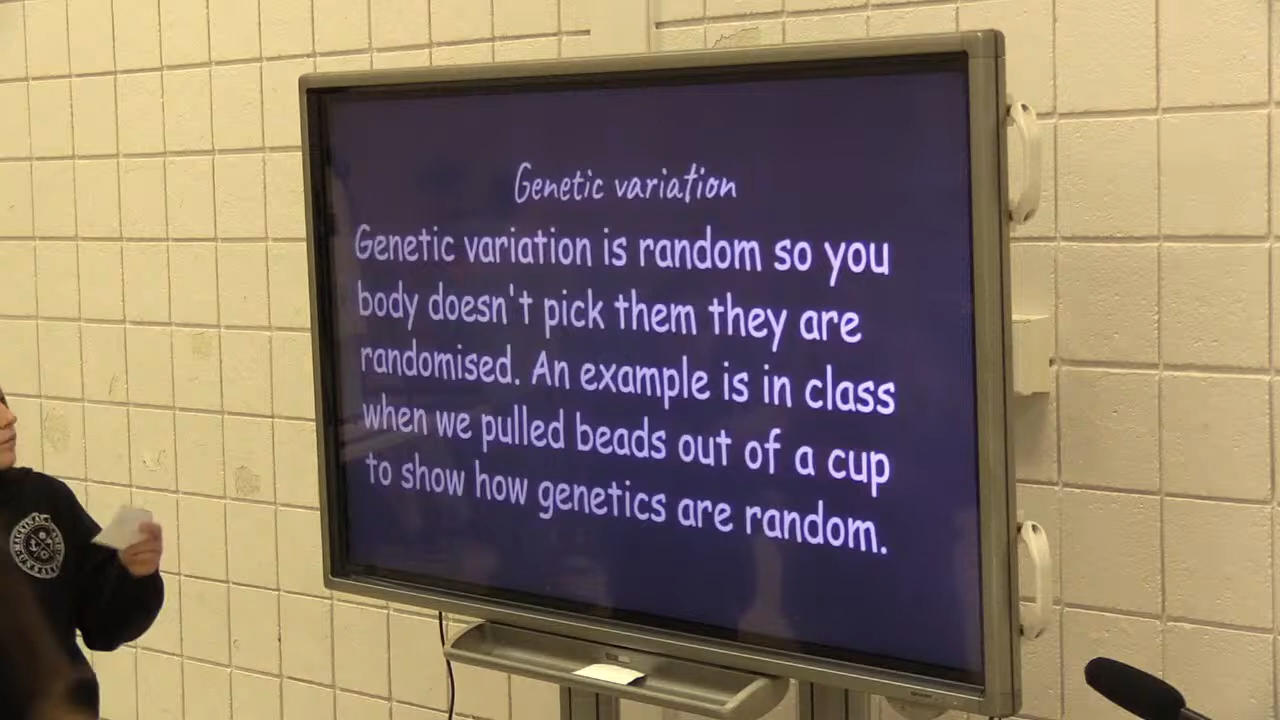 Genetic variation
Genetic variation is random so you
body doesn't pick them they are
randomised. An example is in class
when we pulled beads out of a cup
to show how genetics are random.